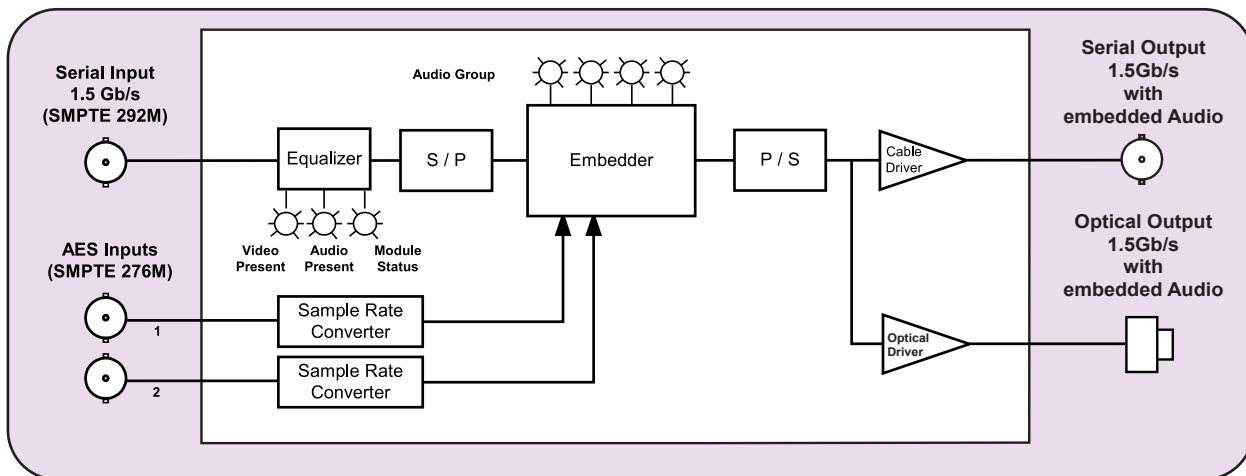 Serial Input
1.5 Gb/s
(SMPTE 292M)
Audio Group
Serial Output
1.5Gb/s
with
embedded Audio
Equalizer
S / P
Embedder
P / S
Cable
Driver
Video
Present
Audio
Present
Module
Status
AES Inputs
(SMPTE 276M)
1
Sample Rate
Converter
2
Sample Rate
Converter
Optical Output
1.5Gb/s
with
embedded Audio
Optical
Driver